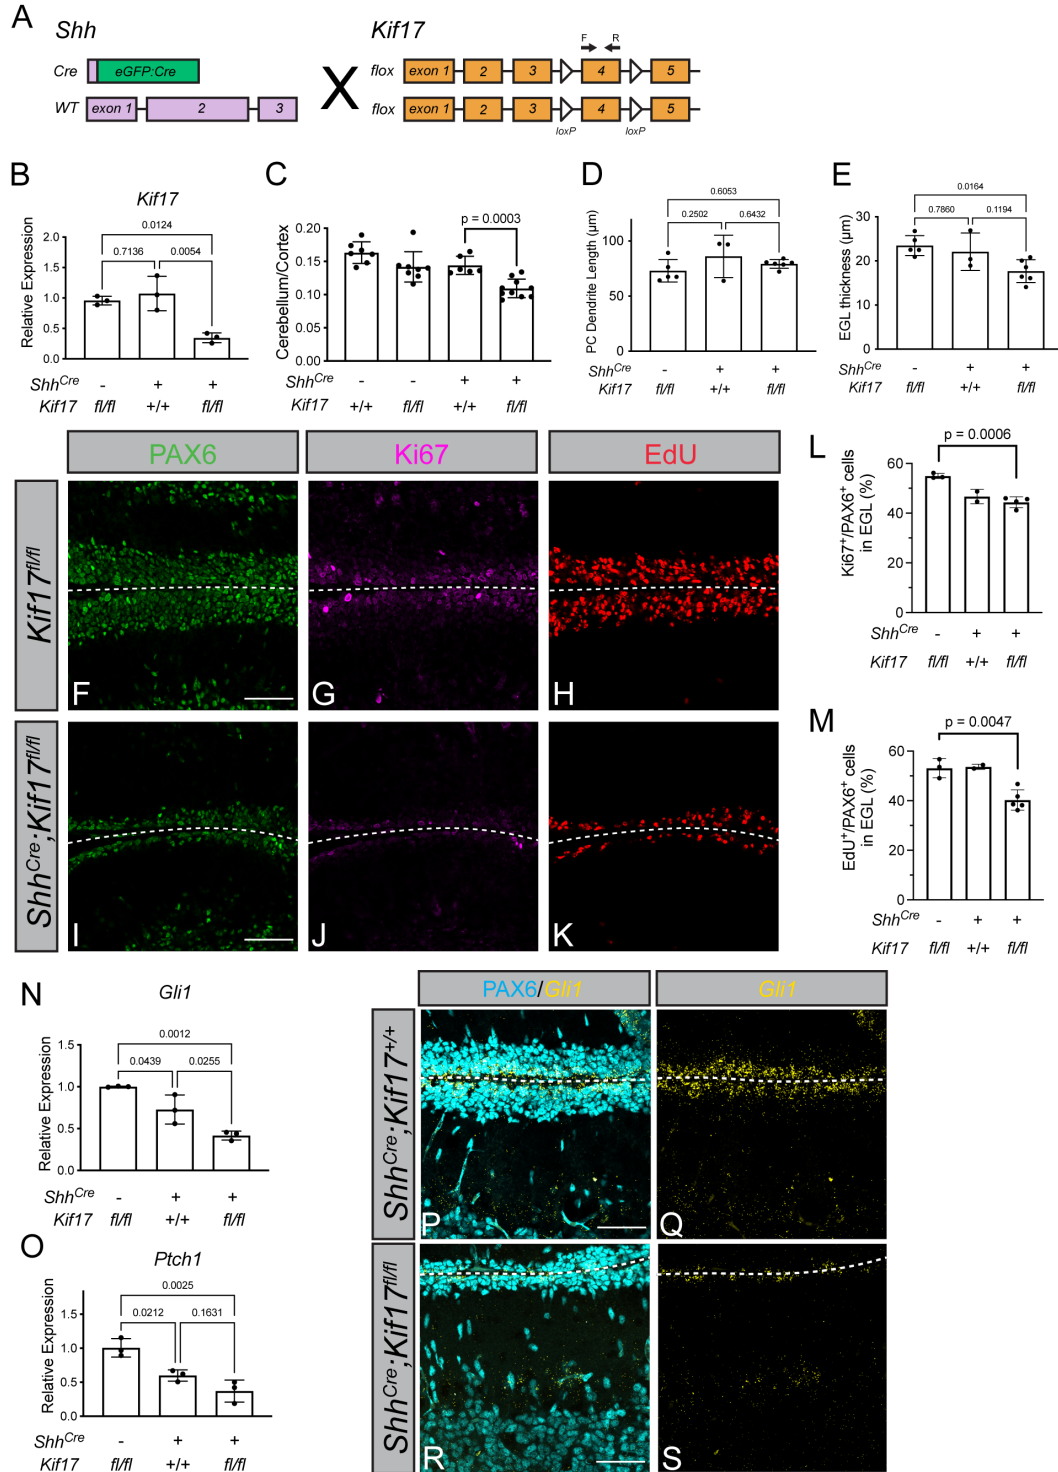 A
Shh
Kif17
F R
Cre eGFP:Cre
flox exon 1 2 3 4 5
WT exon 1 2 3
X
flox exon 1 2 3 4 5
loxP loxP
B
Kif17
0.0124
0.7136 0.0054
Relative Expression
2.0
1.5
1.0
0.5
0.0
ShhCre - + +
Kif17 fl/fl +/+ fl/fl
C
p = 0.0003
Cerebellum/Cortex
0.20
0.15
0.10
0.05
0.00
ShhCre - - + +
Kif17 +/+ fl/fl +/+ fl/fl
D
0.6053
0.2502 0.6432
PC Dendrite Length (µm)
100
50
0
ShhCre - + +
Kif17 fl/fl +/+ fl/fl
E
0.0164
0.7860 0.1194
EGL thickness (µm)
30
20
10
0
ShhCre - + +
Kif17 fl/fl +/+ fl/fl
PAX6 Ki67 EdU
Kif17fl/fl
F G H
ShhCre;Kif17fl/fl
I J K
L
p = 0.0006
Ki67+/PAX6+ cells
in EGL (%)
60
40
20
0
ShhCre - + +
Kif17 fl/fl +/+ fl/fl
M
p = 0.0047
EdU+/PAX6+ cells
in EGL (%)
60
40
20
0
ShhCre - + +
Kif17 fl/fl +/+ fl/fl
N
Gli1
0.0012
0.0439 0.0255
Relative Expression
1.5
1.0
0.5
0.0
ShhCre - + +
Kif17 fl/fl +/+ fl/fl
O
Ptch1
0.0025
0.0212 0.1631
Relative Expression
1.5
1.0
0.5
0.0
ShhCre - + +
Kif17 fl/fl +/+ fl/fl
PAX6/Gli1 Gli1
ShhCre;Kif17+/+
P Q
ShhCre;Kif17fl/fl
R S